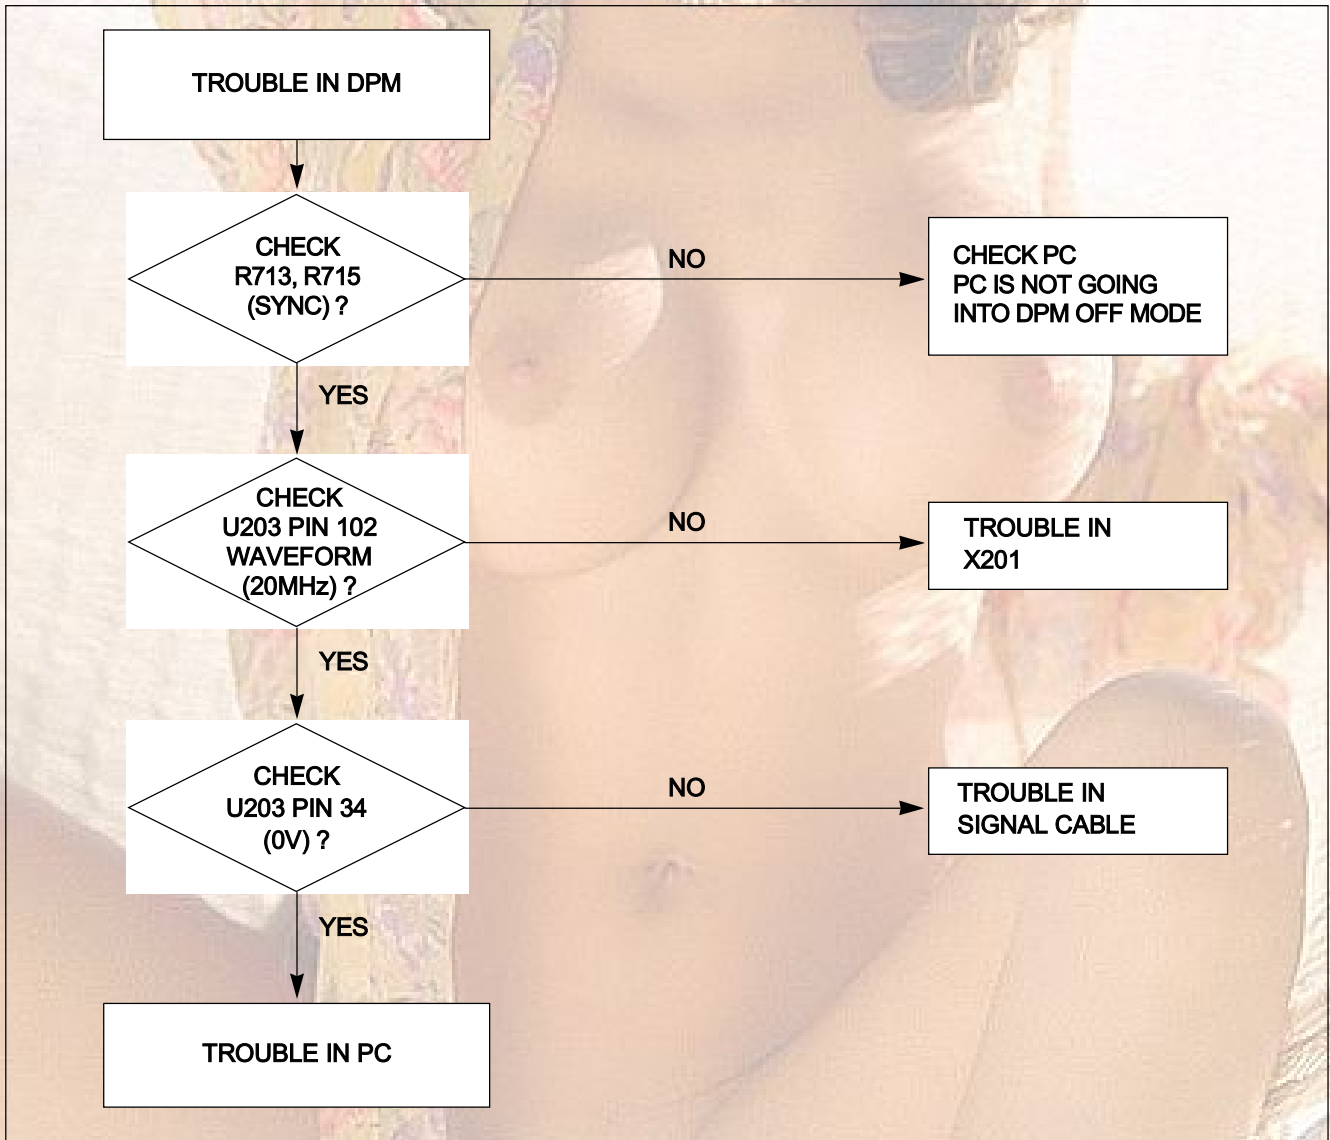 TROUBLE IN DPM
CHECK
R713, R715
(SYNC) ?
NO
CHECK PC
PC IS NOT GOING
INTO DPM OFF MODE
YES
CHECK
U203 PIN 102
WAVEFORM
(20MHz) ?
NO
TROUBLE IN
X201
YES
CHECK
U203 PIN 34
(0V) ?
NO
TROUBLE IN
SIGNAL CABLE
YES
TROUBLE IN PC